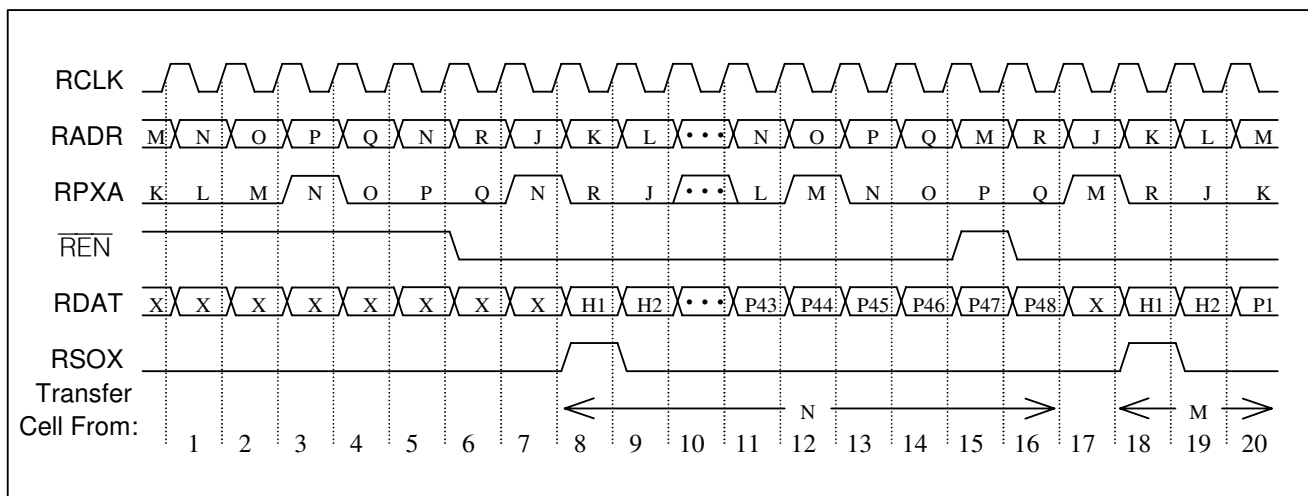 RCLK
RADR M N O P Q N R J K L ••• N O P Q M R J K L M
RPXA K L M N O P Q N R J ••• L M N O P Q M R J K
REN
RDAT X X X X X X X X H1 H2 ••• P43 P44 P45 P46 P47 P48 X H1 H2 P1
RSOX
Transfer
Cell From: N M
1 2 3 4 5 6 7 8 9 10 11 12 13 14 15 16 17 18 19 20